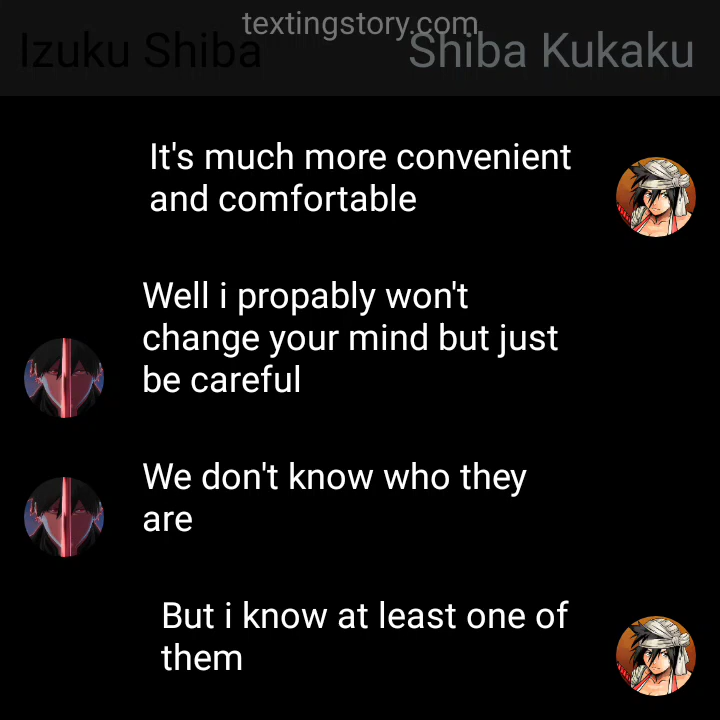 textingstory.com
Izuku Shiba
Shiba Kukaku
It's much more convenient
and comfortable
Well i propably won't
change your mind but just
be careful
We don't know who they
are
But i know at least one of
them